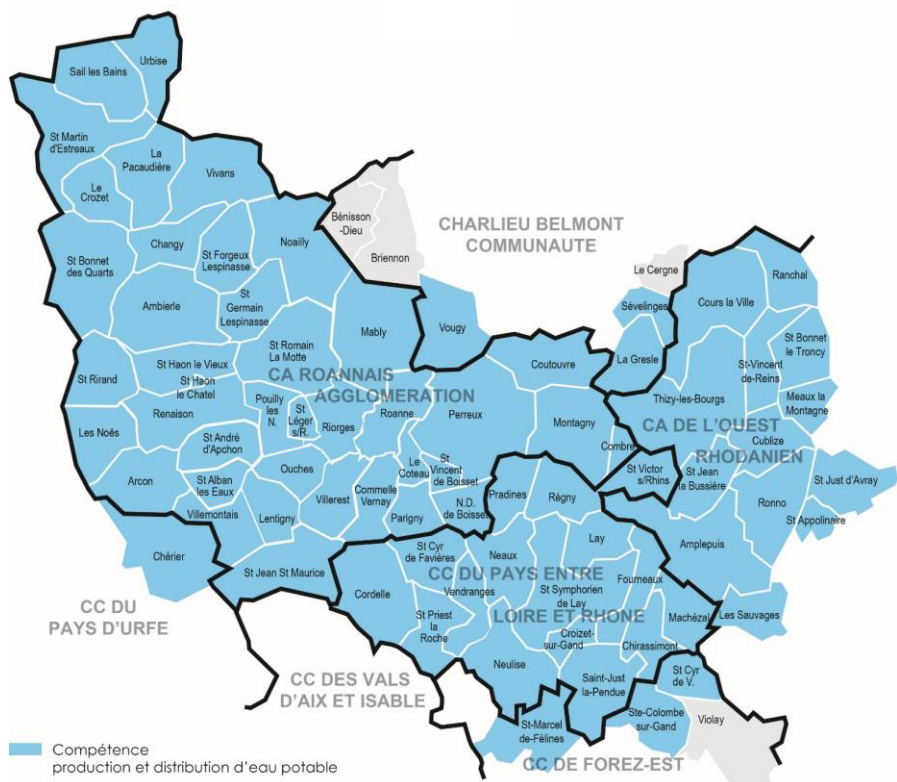 Urbise
Sail les Bains
St Martin
d'Estreaux
La
Pacaudière
Vivans
Le
Crozet
Bénisson
-Dieu
Briennon
CHARLIEU BELMONT
COMMUNAUTE
Changy
St Forgeux
Lespinasse
Noailly
St Bonnet
des Quarts
Le Cergne
Ranchal
Sévelinges
Cours la Ville
Ambierle
St
Germain
Lespinasse
Mably
Vougy
St Bonnet
le Troncy
St Romain
La Motte
Coutouvre
La Gresle
St-Vincent
de-Reins
St Haon le Vieux
St Haon
le Chatel
St Rirand
CA ROANNAIS
AGGLOMERATION
Thizy-les-Bourgs
Meaux la
Montagne
Renaison
Pouilly
les N.
St
Léger
s/R.
Riorges
Roanne
Perreux
Montagny
CA DE L'OUEST
RHODANIEN
Cublize
Les Noës
St André
d'Apchon
Combre
Ouches
Le
Coteau
St
Vincent
de Boisset
St Victor
s/Rhins
St Jean
la Bussière
St Just d'Avray
Arcon
St Alban
les Eaux
Villerest
Commelle
Vernay
N.D.
de Boisset
Pradines
Régny
Ronno
St Appolinaire
Villemontais
Lentigny
Parigny
Lay
Amplepuis
Chérier
St Jean St Maurice
St Cyr
de Favières
Neaux
CC DU PAYS ENTRE
LOIRE ET RHONE
Fourneaux
Cordelle
Vendranges
St Symphorien
de Lay
CC DU
PAYS D'URFE
St Priest
la
Roche
Croizet-
sur-Gand
Machézal
Les Sauvages
Chirassimont
CC DES VALS
D'AIX ET ISABLE
Neulise
Saint-Just
la-Pendue
St Cyr
de V.
St-Marcel
de-Félines
Ste-Colombe
sur-Gand
Violay
CC DE FOREZ-EST
Compétence
production et distribution d'eau potable